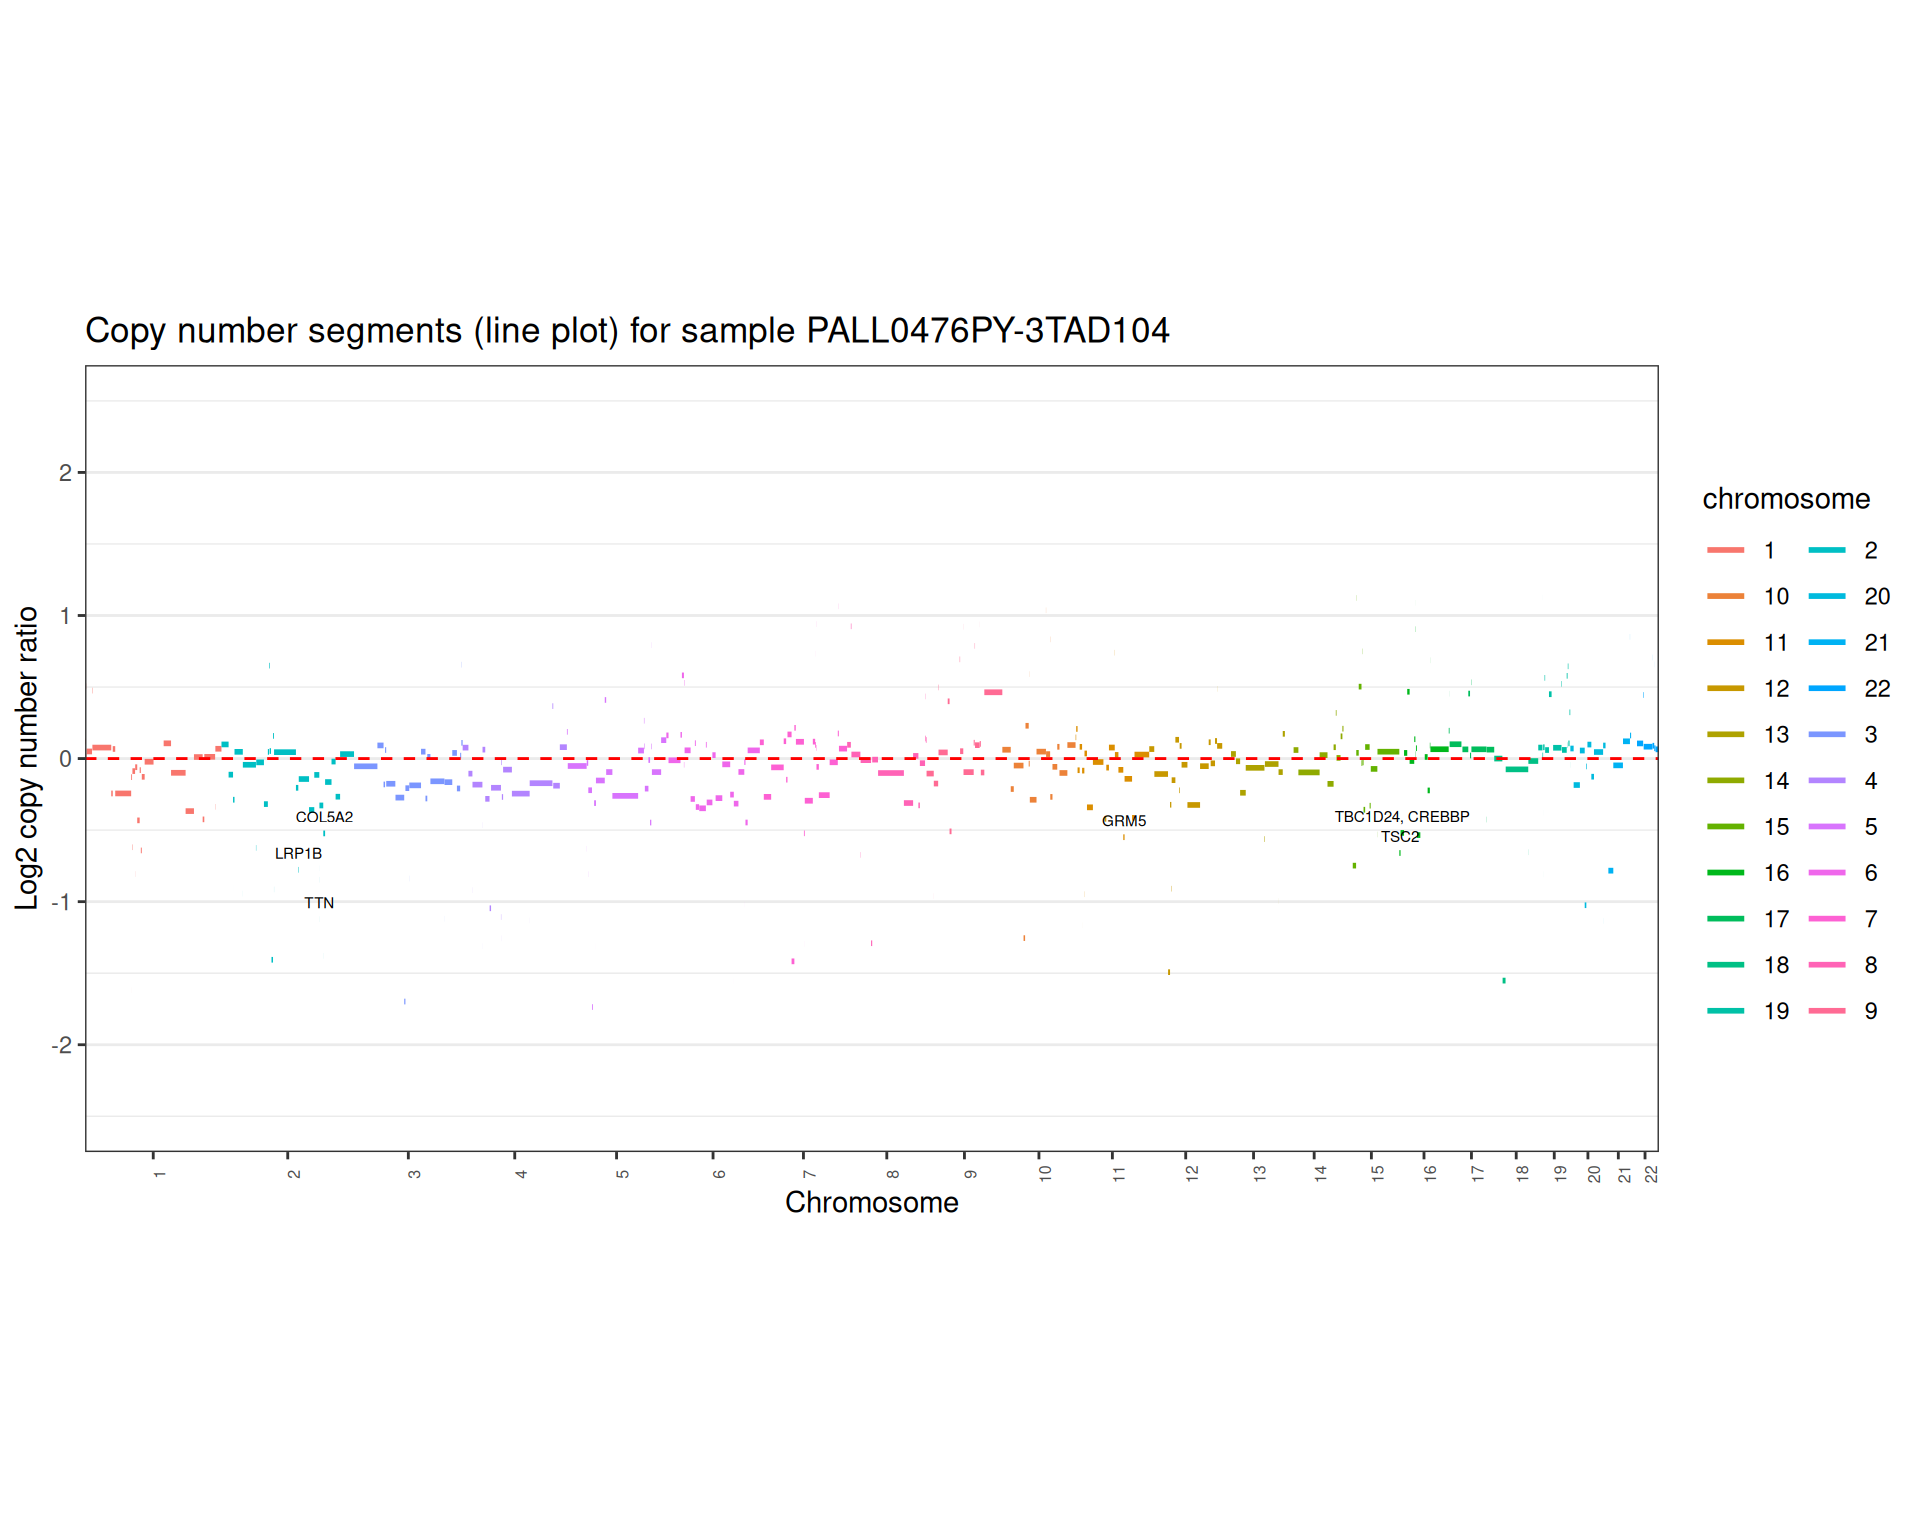 Copy number segments (line plot) for sample PALL0476PY-3TAD104
Log2 copy number ratio
2
1
0
-1
-2
COL5A2
LRP1B
TTN
GRM5
TBC1D24, CREBBP
TSC2
1 2 3 4 5 6 7 8 9 10 11 12 13 14 15 16 17 18 19 20 21 22
Chromosome
chromosome
1 2
10 20
11 21
12 22
13 3
14 4
15 5
16 6
17 7
18 8
19 9